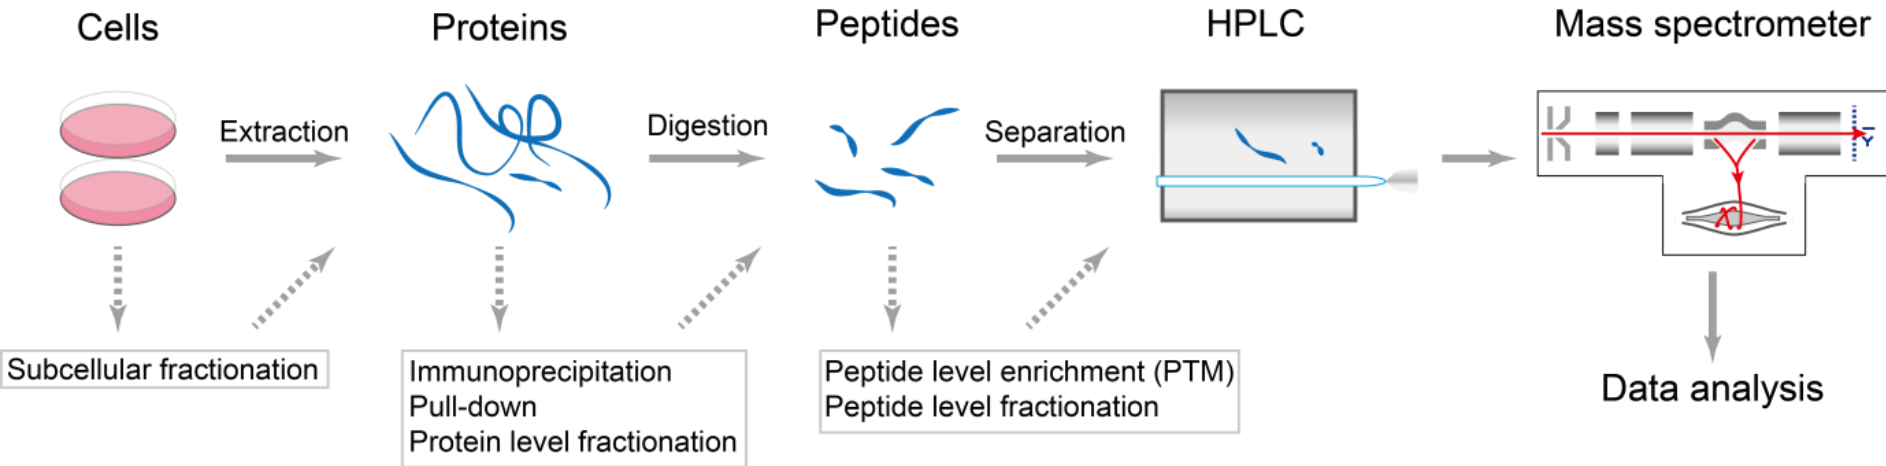 Cells
Proteins
Peptides
HPLC
Mass spectrometer
Extraction
Digestion
Separation
Subcellular fractionation
Immunoprecipitation
Pull-down
Protein level fractionation
Peptide level enrichment (PTM)
Peptide level fractionation
Data analysis